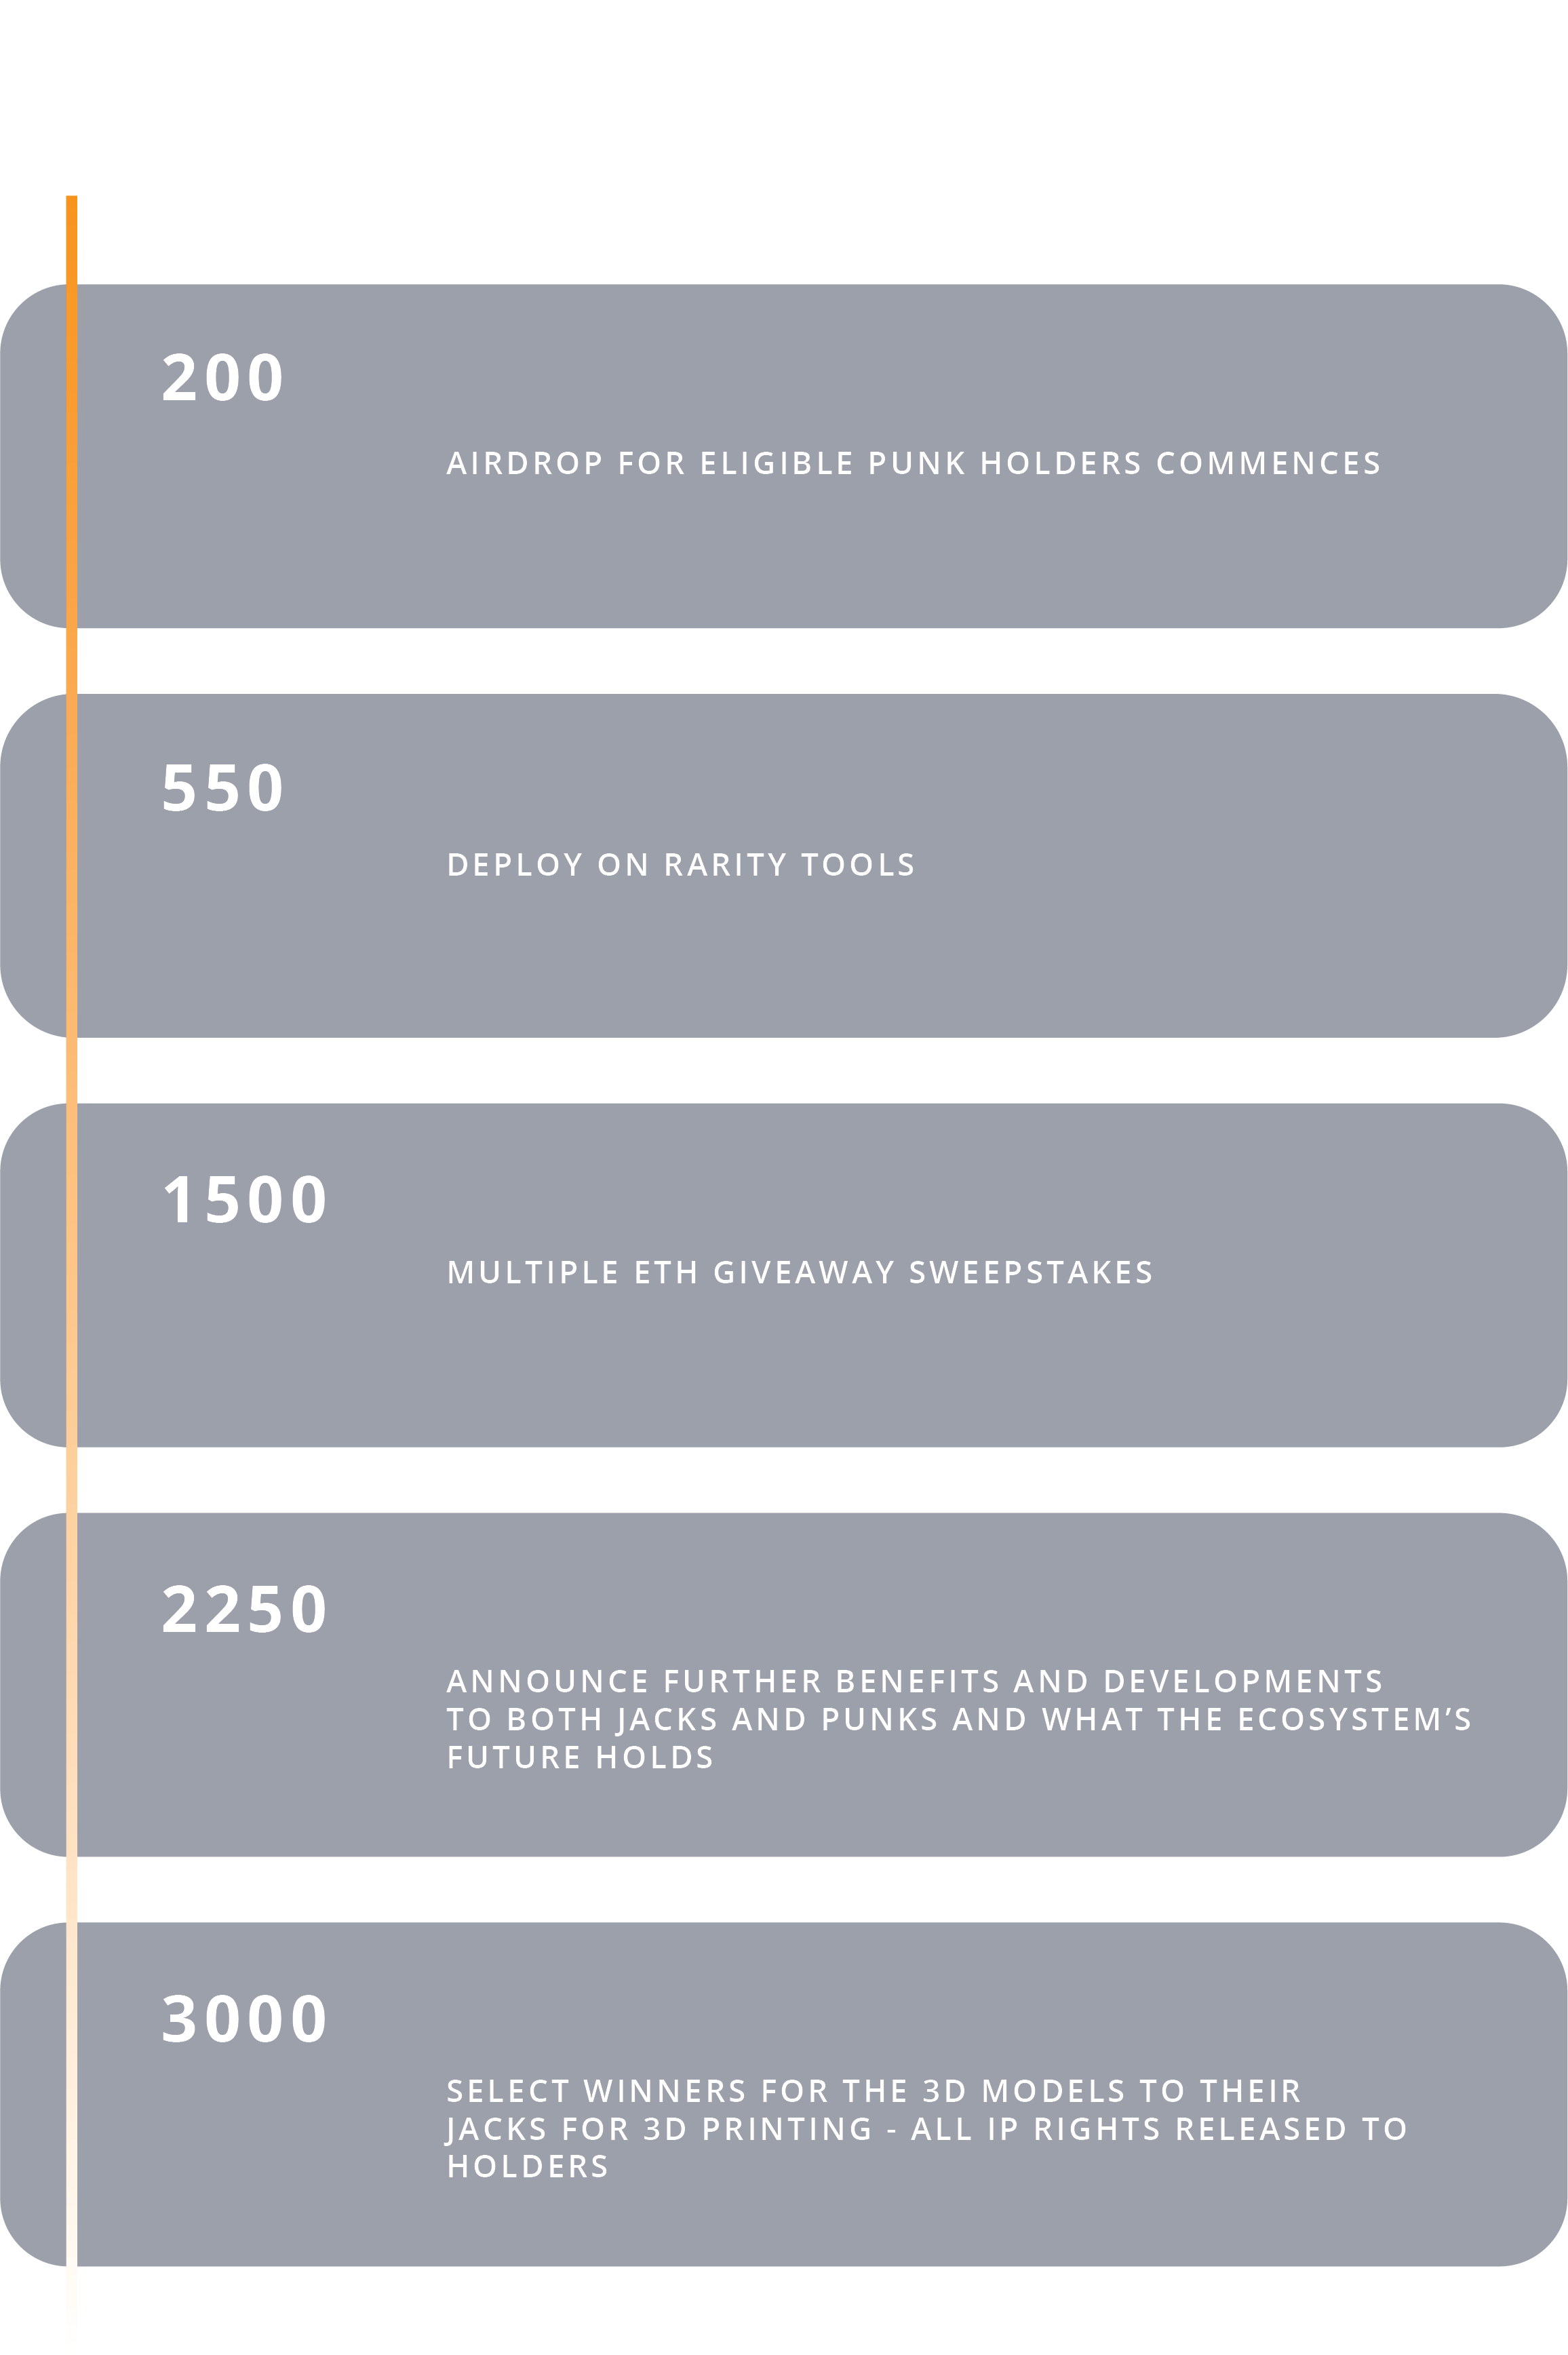 200
AIRDROP FOR ELIGIBLE PUNK HOLDERS COMMENCES
550
DEPLOY ON RARITY TOOLS
1500
MULTIPLE ETH GIVEAWAY SWEEPSTAKES
2250
ANNOUNCE FURTHER BENEFITS AND DEVELOPMENTS
TO BOTH JACKS AND PUNKS AND WHAT THE ECOSYSTEM’S
FUTURE HOLDS
3000
SELECT WINNERS FOR THE 3D MODELS TO THEIR
JACKS FOR 3D PRINTING - ALL IP RIGHTS RELEASED TO
HOLDERS